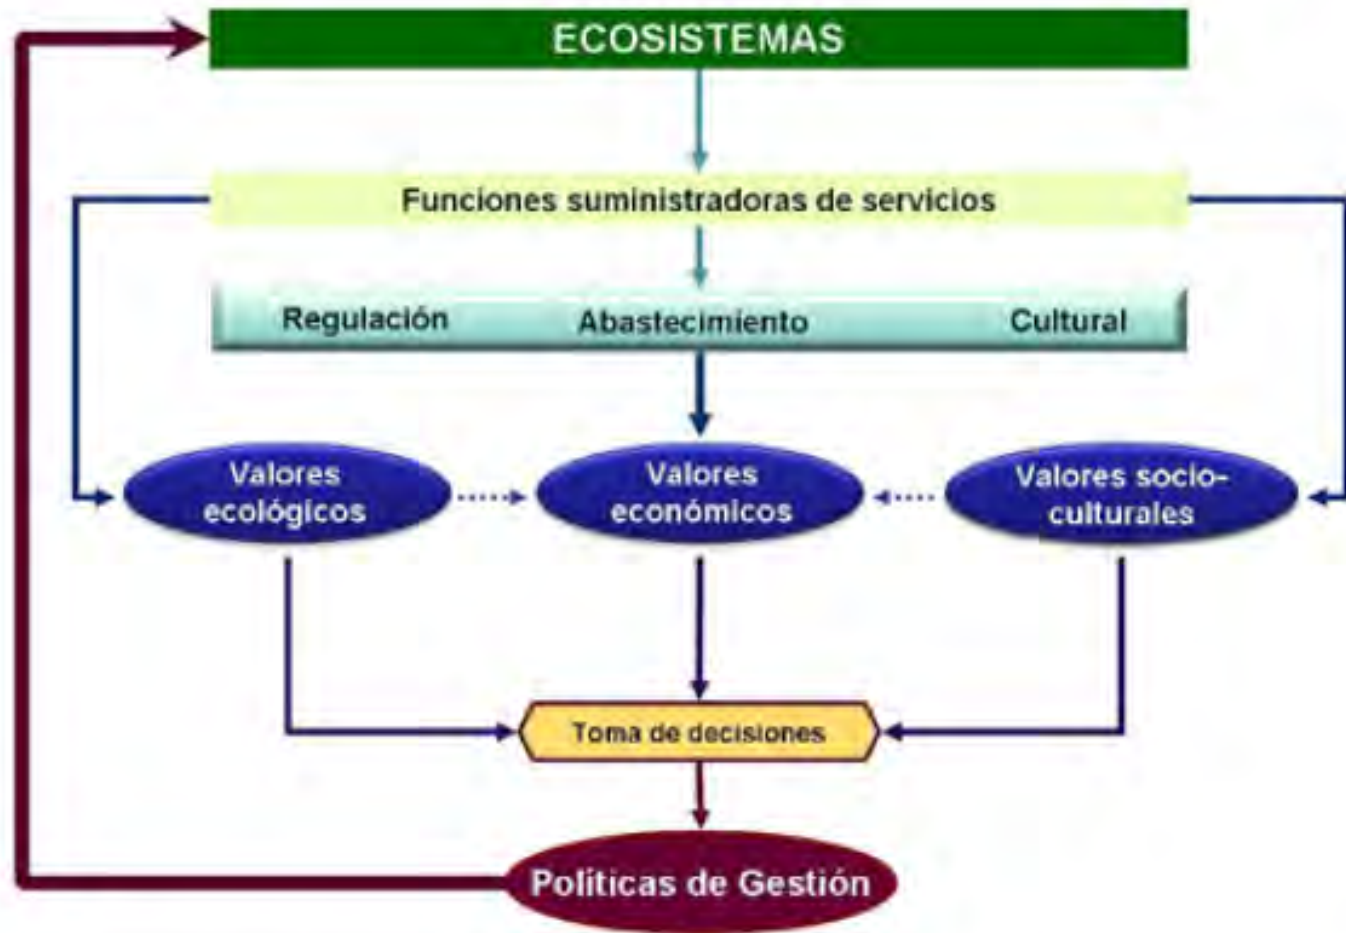 ECOSISTEMAS
Funciones suministradoras de servicios
Regulación Abastecimiento Cultural
Valores
ecológicos
Valores
económicos
Valores socio-
culturales
Toma de decisiones
Políticas de Gestión